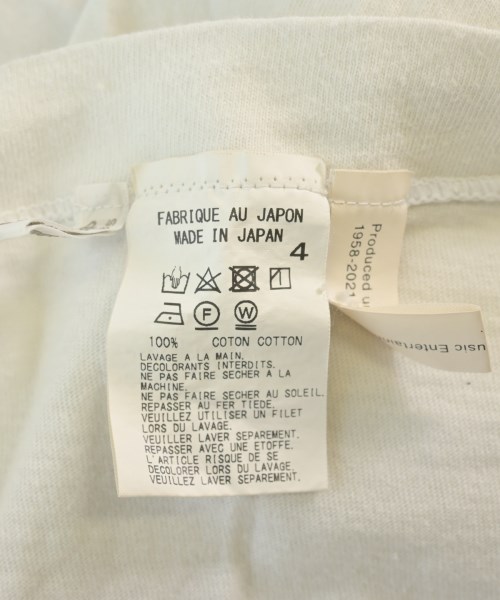 FABRIQUE AU JAPON
MADE IN JAPAN
4
F
W
100% COTON COTTON
LAVAGE A LA MAIN.
DECOLORANTS INTERDITS.
NE PAS FAIRE SECHER A LA
MACHINE.
NE PAS FAIRE SECHER AU SOLEIL.
REPASSER AU FER TIEDE.
VEUILLEZ UTILISER UN FILET
LORS DU LAVAGE.
VEUILLER LAVER SEPAREMENT.
REPASSER AVEC UNE ETOFFE.
L'ARTICLE RISQUE DE SE
DECOLORER LORS DU LAVAGE.
VEUILLEZ LAVER SEPAREMENT.
Produced
1958-2021
usic